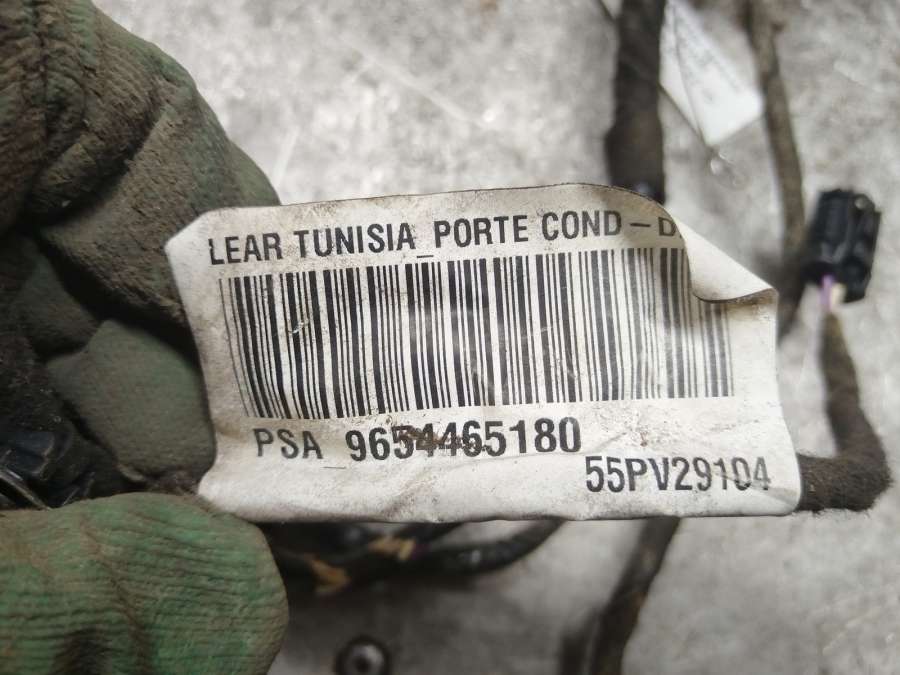 LEAR TUNISIA_PORTE COND-D
PSA 9654465180
55PV29104